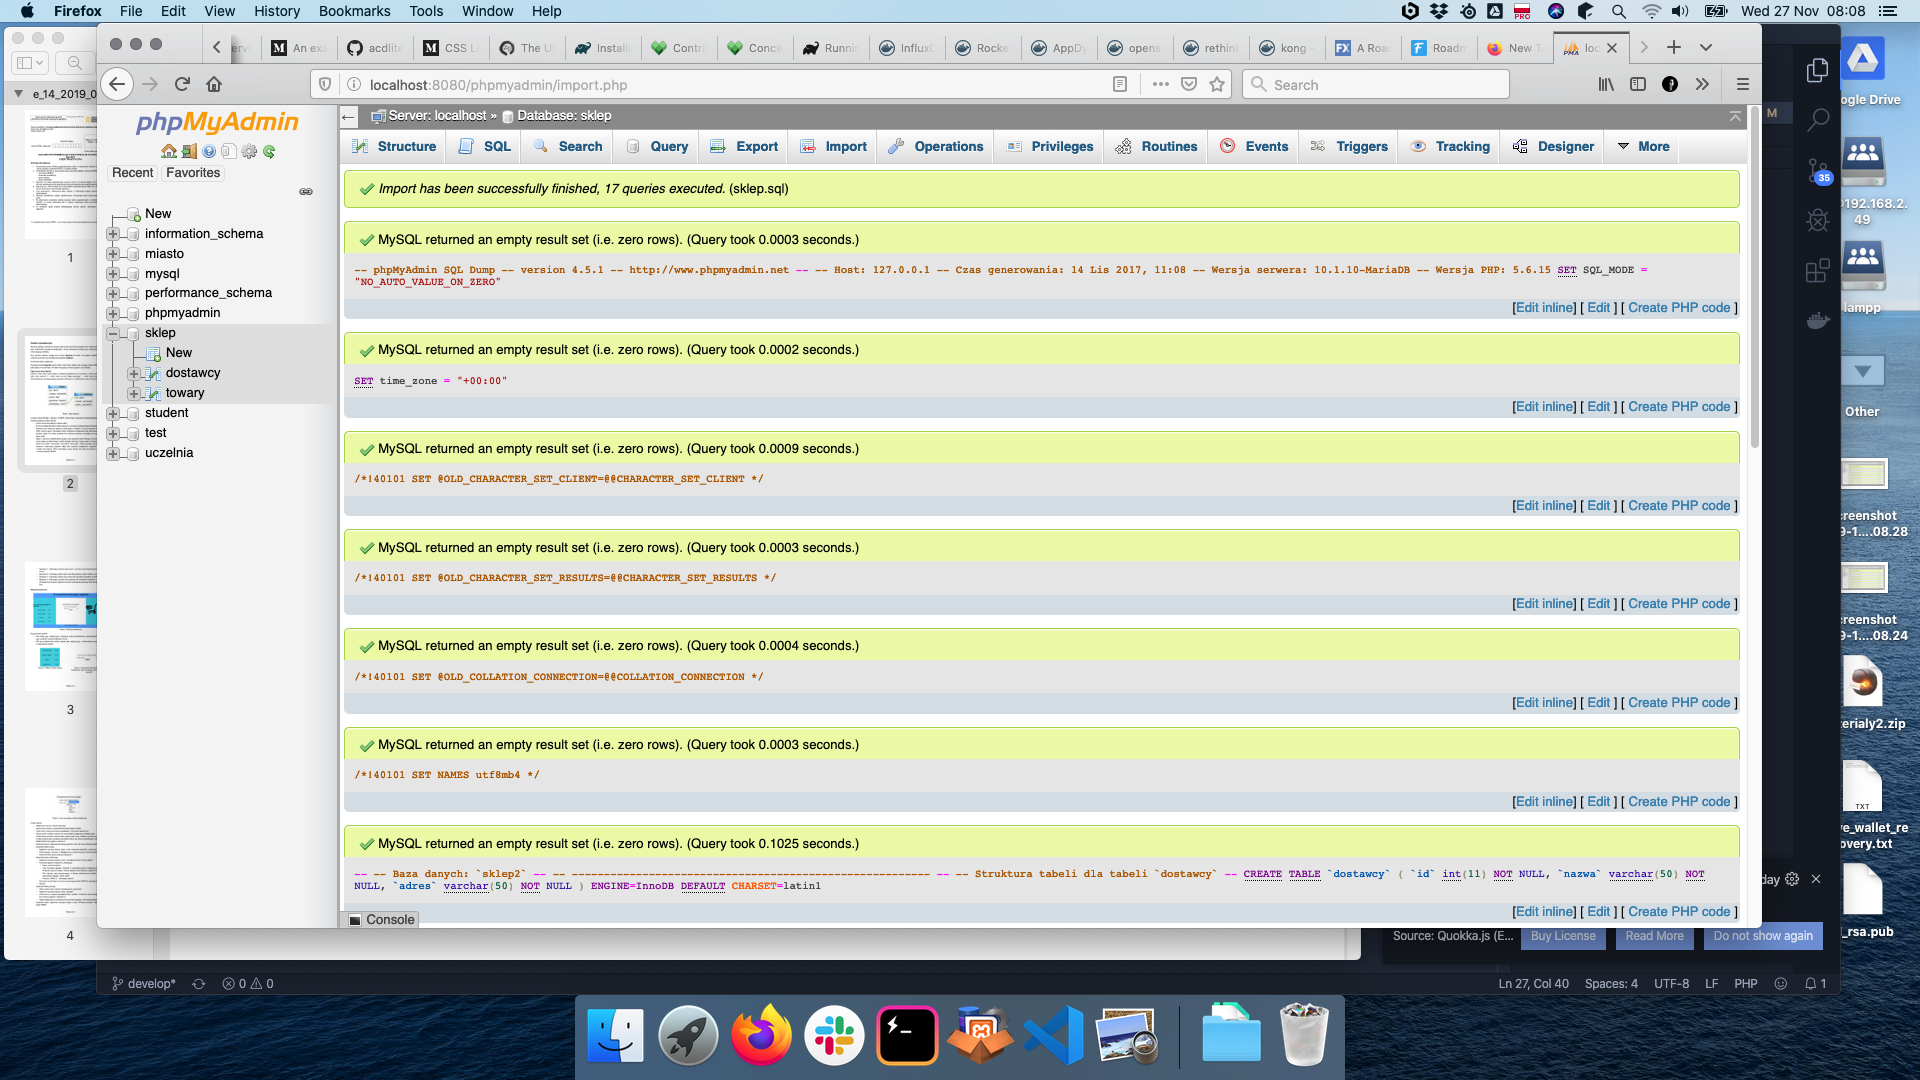 Firefox File Edit View History Bookmarks Tools Window Help
PRO
Wed 27 Nov 08:08
An exa acdlite CSS L The U Installi Contri Conce Runni Influx Rocke AppDy opens rethin kong - A Roa Roadm New T loc
localhost:8080/phpmyadmin/import.php
Search
e_14_2019_0
1
2
3
4
phpMyAdmin
Recent Favorites
New
information_schema
miasto
mysql
performance_schema
phpmyadmin
sklep
New
dostawcy
towary
student
test
uczelnia
Server: localhost » Database: sklep
Structure SQL Search Query Export Import Operations Privileges Routines Events Triggers Tracking Designer More
Import has been successfully finished, 17 queries executed. (sklep.sql)
MySQL returned an empty result set (i.e. zero rows). (Query took 0.0003 seconds.)
-- phpMyAdmin SQL Dump -- version 4.5.1 -- http://www.phpmyadmin.net -- -- Host: 127.0.0.1 -- Czas generowania: 14 Lis 2017, 11:08 -- Wersja serwera: 10.1.10-MariaDB -- Wersja PHP: 5.6.15 SET SQL_MODE =
"NO_AUTO_VALUE_ON_ZERO"
[Edit inline] [ Edit ] [ Create PHP code ]
MySQL returned an empty result set (i.e. zero rows). (Query took 0.0002 seconds.)
SET time_zone = "+00:00"
[Edit inline] [ Edit ] [ Create PHP code ]
MySQL returned an empty result set (i.e. zero rows). (Query took 0.0009 seconds.)
/*!40101 SET @OLD_CHARACTER_SET_CLIENT=@@CHARACTER_SET_CLIENT */
[Edit inline] [ Edit ] [ Create PHP code ]
MySQL returned an empty result set (i.e. zero rows). (Query took 0.0003 seconds.)
/*!40101 SET @OLD_CHARACTER_SET_RESULTS=@@CHARACTER_SET_RESULTS */
[Edit inline] [ Edit ] [ Create PHP code ]
MySQL returned an empty result set (i.e. zero rows). (Query took 0.0004 seconds.)
/*!40101 SET @OLD_COLLATION_CONNECTION=@@COLLATION_CONNECTION */
[Edit inline] [ Edit ] [ Create PHP code ]
MySQL returned an empty result set (i.e. zero rows). (Query took 0.0003 seconds.)
/*!40101 SET NAMES utf8mb4 */
[Edit inline] [ Edit ] [ Create PHP code ]
MySQL returned an empty result set (i.e. zero rows). (Query took 0.1025 seconds.)
-- -- Baza danych: `sklep2` -- -- -------------------------------------------------------- -- -- Struktura tabeli dla tabeli `dostawcy` -- CREATE TABLE `dostawcy` ( `id` int(11) NOT NULL, `nazwa` varchar(50) NOT
NULL, `adres` varchar(50) NOT NULL ) ENGINE=InnoDB DEFAULT CHARSET=latin1
[Edit inline] [ Edit ] [ Create PHP code ]
Console
M
35
ogle Drive
192.168.2.
49
lampp
Other
creenshot
9-1....08.28
creenshot
9-1....08.24
terialy2.zip
TXT
ve_wallet_re
overy.txt
_rsa.pub
day
Source: Quokka.js (E... Buy License Read More Do not show again
develop* 0 0
Ln 27, Col 40 Spaces: 4 UTF-8 LF PHP 1